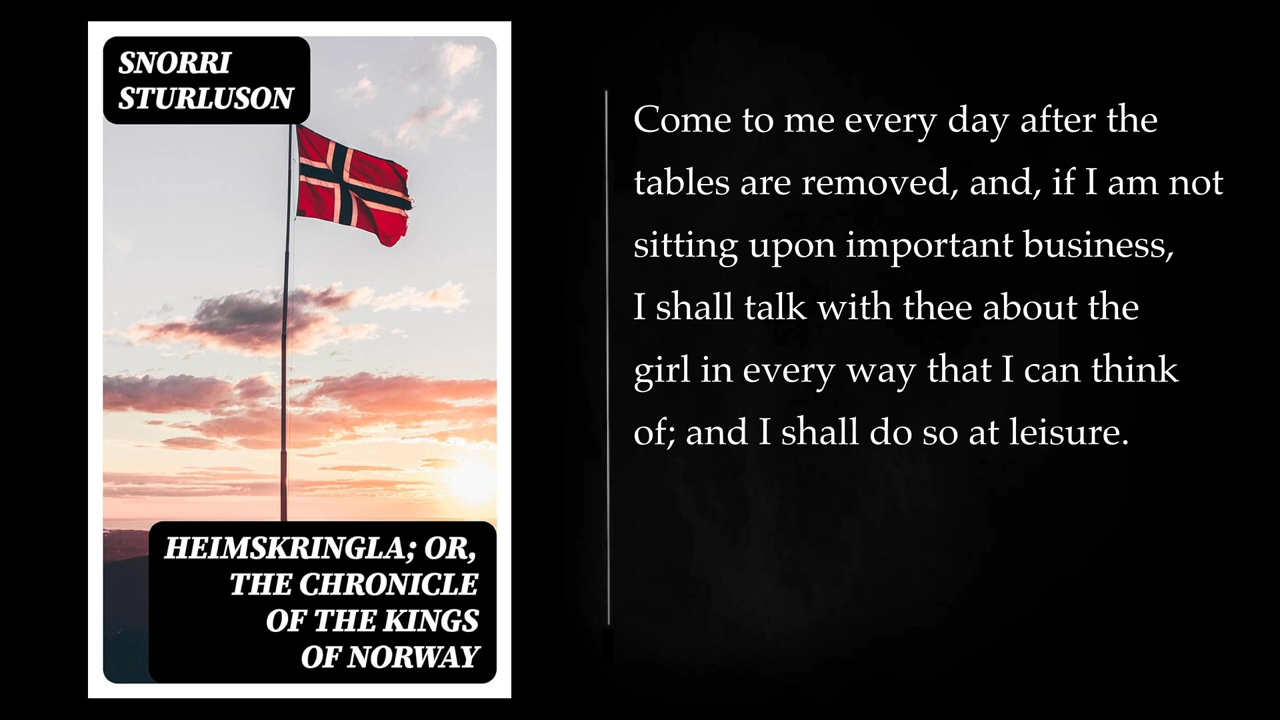 SNORRI
STURLUSON
HEIMSKRINGLA; OR,
THE CHRONICLE
OF THE KINGS
OF NORWAY
Come to me every day after the
tables are removed, and, if I am not
sitting upon important business,
I shall talk with thee about the
girl in every way that I can think
of; and I shall do so at leisure.